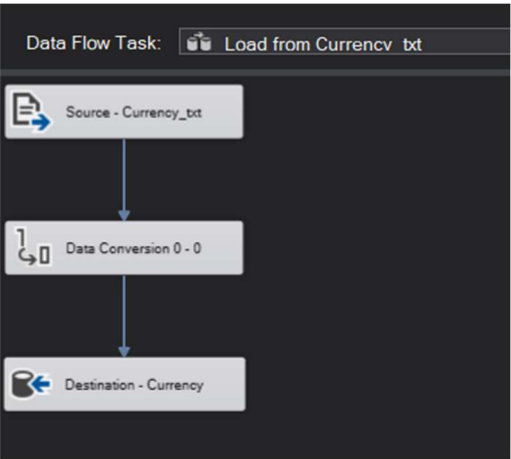 Data Flow Task: Load from Currency_txt
Source - Currency_txt
Data Conversion 0 - 0
Destination - Currency